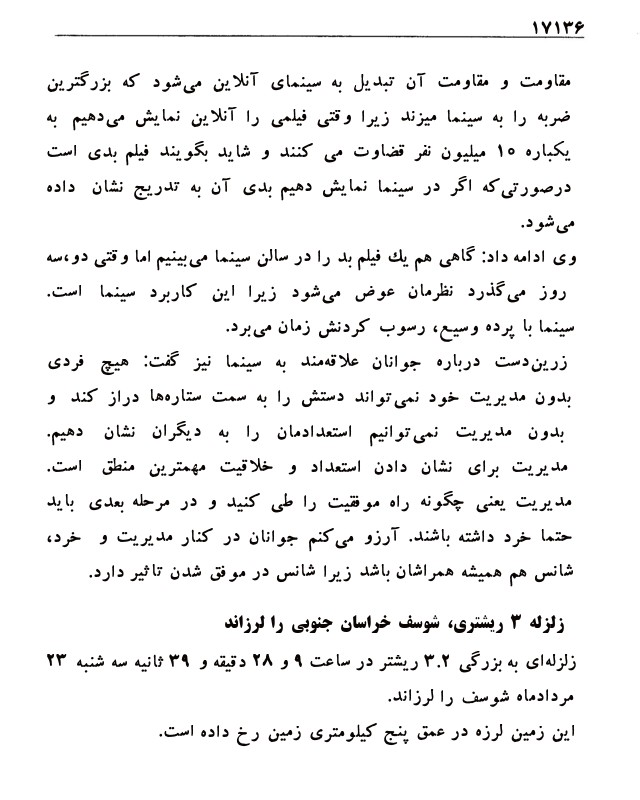 ۱۷۱۳۶
مقاومت و مقاومت آن تبدیل به سینمای آنلاین می‌شود که بزرگترین
ضربه را به سینما میزند زیرا وقتی فیلمی را آنلاین نمایش می‌دهیم به
یکباره ۱۵ میلیون نفر قضاوت می کنند و شاید بگویند فیلم بدی است
درصورتی‌که اگر در سینما نمایش دهیم بدی آن به تدریج نشان داده
می‌شود.
وی ادامه داد: گاهی هم یك فیلم بد را در سالن سینما می‌بینیم اما وقتی دو،سه
روز می‌گذرد نظرمان عوض می‌شود زیرا این کاربرد سینما است.
سینما با پرده وسیع، رسوب کردنش زمان می‌برد.
زرین‌دست درباره جوانان علاقه‌مند به سینما نیز گفت: هیچ فردی
بدون مدیریت خود نمی‌تواند دستش را به سمت ستاره‌ها دراز کند و
بدون مدیریت نمی‌توانیم استعدادمان را به دیگران نشان دهیم.
مدیریت برای نشان دادن استعداد و خلاقیت مهمترین منطق است.
مدیریت یعنی چگونه راه موفقیت را طی کنید و در مرحله بعدی باید
حتما خرد داشته باشند. آرزو می‌کنم جوانان در کنار مدیریت و خرد،
شانس هم همیشه همراشان باشد زیرا شانس در موفق شدن تاثیر دارد.
زلزله ۳ ریشتری، شوسف خراسان جنوبی را لرزاند
زلزله‌ای به بزرگی ۳.۲ ریشتر در ساعت ۹ و ۲۸ دقیقه و ۳۹ ثانیه سه شنبه ۲۳
مردادماه شوسف را لرزاند.
این زمین لرزه در عمق پنج کیلومتری زمین رخ داده است.